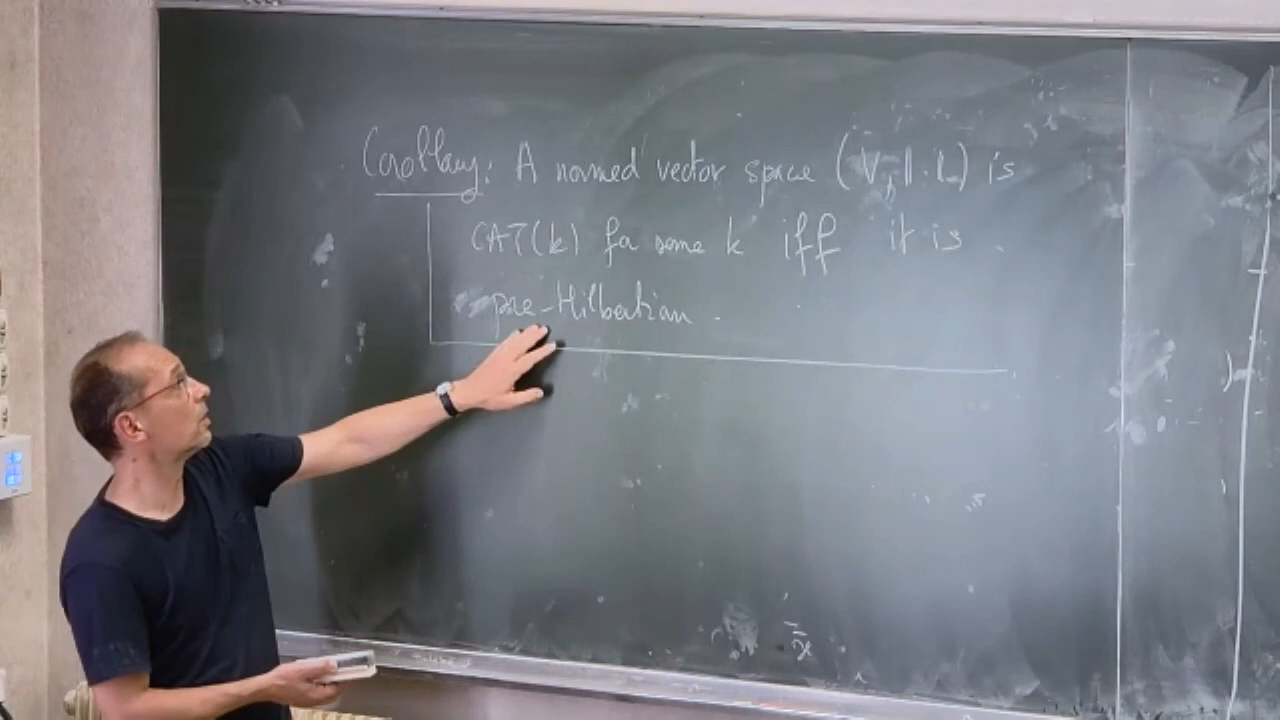 Corollary: A normed vector space (V, ||·||) is
CAT(k) for some k iff it is
pre-Hilbertian.
x̄